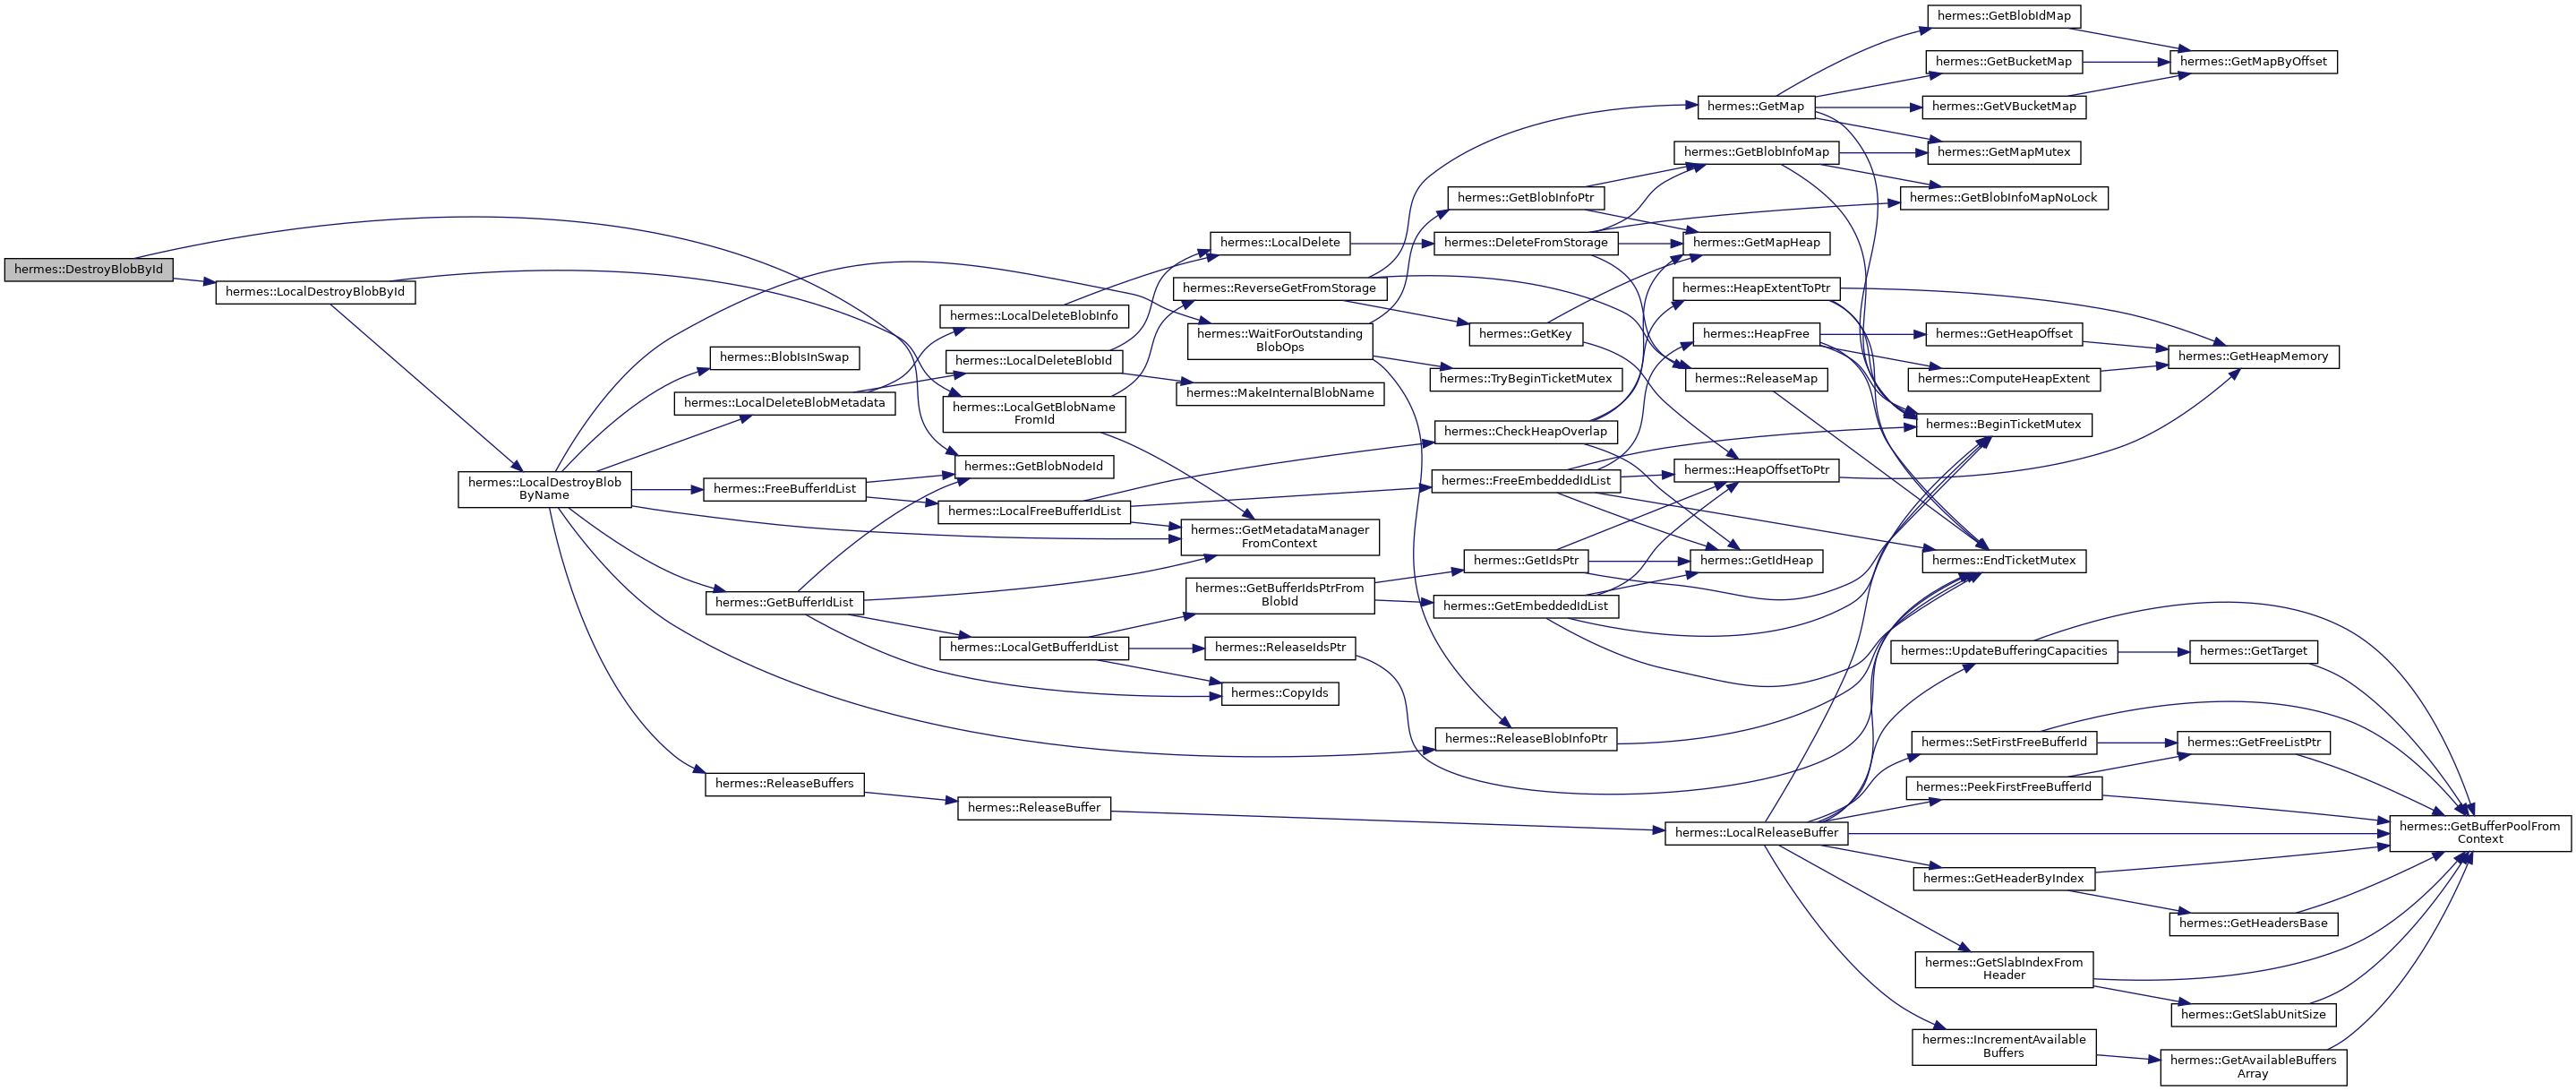 hermes::DestroyBlobById
hermes::LocalDestroyBlobById
hermes::LocalDestroyBlob
ByName
hermes::BlobIsInSwap
hermes::LocalDeleteBlobMetadata
hermes::FreeBufferIdList
hermes::GetBufferIdList
hermes::ReleaseBuffers
hermes::LocalDeleteBlobInfo
hermes::LocalDeleteBlobId
hermes::LocalGetBlobName
FromId
hermes::GetBlobNodeId
hermes::LocalFreeBufferIdList
hermes::LocalGetBufferIdList
hermes::ReleaseBuffer
hermes::LocalDelete
hermes::ReverseGetFromStorage
hermes::WaitForOutstanding
BlobOps
hermes::MakeInternalBlobName
hermes::GetMetadataManager
FromContext
hermes::GetBufferIdsPtrFrom
BlobId
hermes::ReleaseIdsPtr
hermes::CopyIds
hermes::GetBlobInfoPtr
hermes::DeleteFromStorage
hermes::GetKey
hermes::TryBeginTicketMutex
hermes::CheckHeapOverlap
hermes::FreeEmbeddedIdList
hermes::GetIdsPtr
hermes::GetEmbeddedIdList
hermes::ReleaseBlobInfoPtr
hermes::GetMap
hermes::GetBlobInfoMap
hermes::GetMapHeap
hermes::HeapExtentToPtr
hermes::HeapFree
hermes::ReleaseMap
hermes::HeapOffsetToPtr
hermes::GetIdHeap
hermes::LocalReleaseBuffer
hermes::GetBlobIdMap
hermes::GetBucketMap
hermes::GetVBucketMap
hermes::GetMapMutex
hermes::GetBlobInfoMapNoLock
hermes::GetHeapOffset
hermes::ComputeHeapExtent
hermes::BeginTicketMutex
hermes::EndTicketMutex
hermes::UpdateBufferingCapacities
hermes::SetFirstFreeBufferId
hermes::PeekFirstFreeBufferId
hermes::GetHeaderByIndex
hermes::GetSlabIndexFrom
Header
hermes::IncrementAvailable
Buffers
hermes::GetMapByOffset
hermes::GetHeapMemory
hermes::GetTarget
hermes::GetFreeListPtr
hermes::GetHeadersBase
hermes::GetSlabUnitSize
hermes::GetAvailableBuffers
Array
hermes::GetBufferPoolFrom
Context